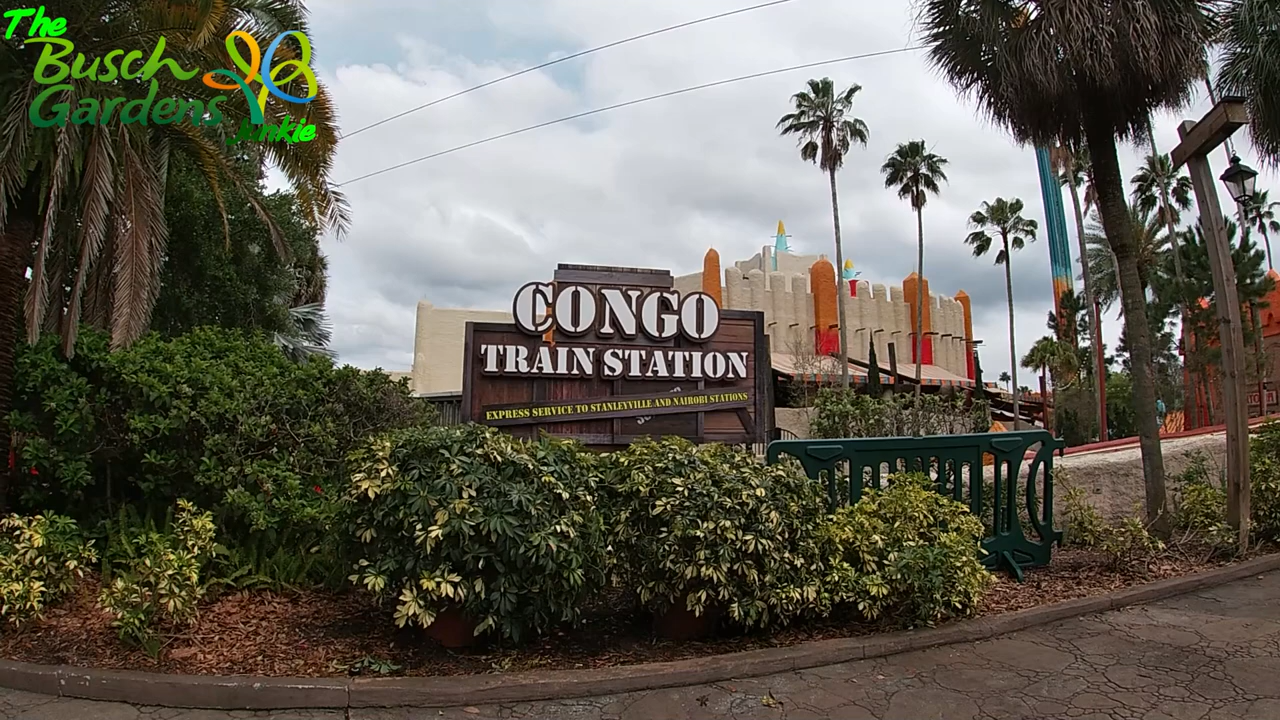 The
Busch
Gardens
Junkie
CONGO
TRAIN STATION
EXPRESS SERVICE TO STANLEYVILLE AND NAIROBI STATIONS